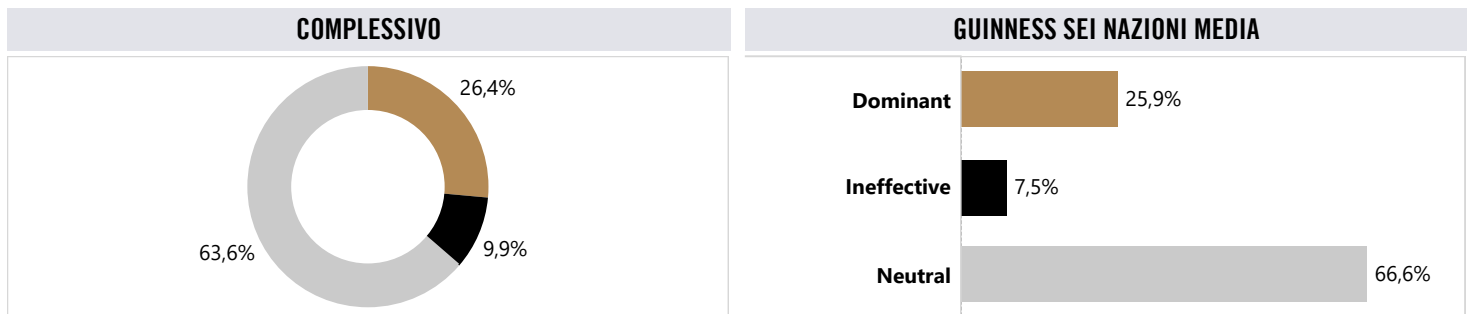 COMPLESSIVO
26,4%
9,9%
63,6%
GUINNESS SEI NAZIONI MEDIA
Dominant 25,9%
Ineffective 7,5%
Neutral 66,6%